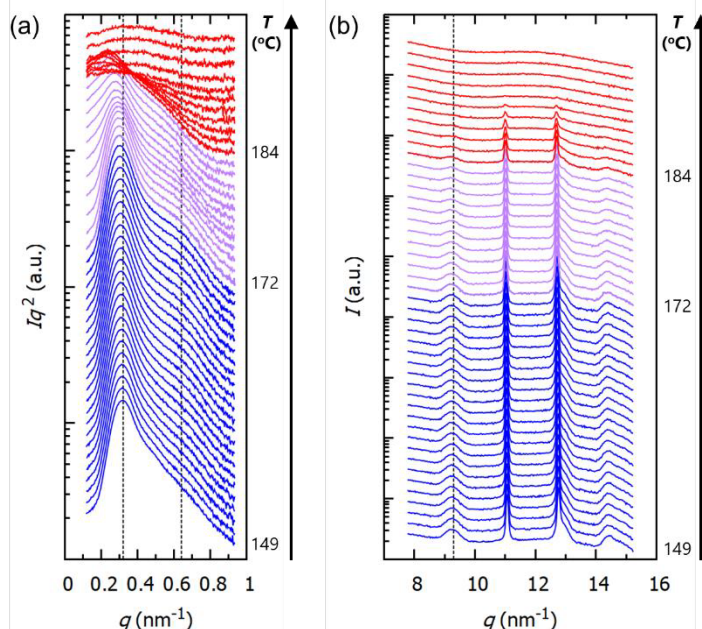 (a)
T
(°C)
184
172
149
Iq² (a.u.)
0 0.2 0.4 0.6 0.8 1
q (nm⁻¹)
(b)
T
(°C)
184
172
149
I (a.u.)
8 10 12 14 16
q (nm⁻¹)